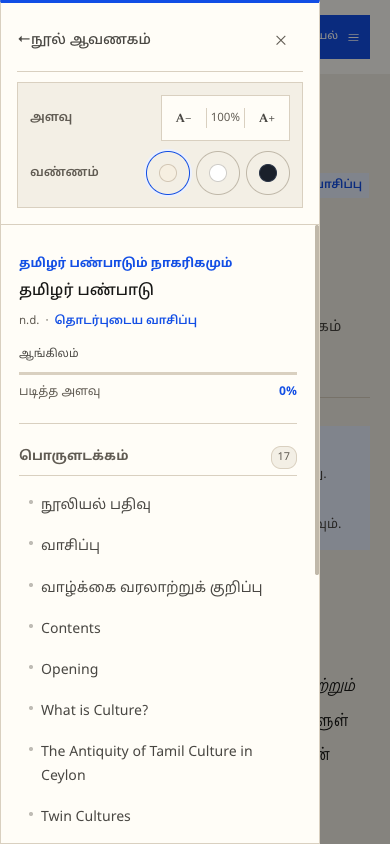 ←நூல் ஆவணகம் ×
யல் ≡
அளவு A− 100% A+
வண்ணம்
வாசிப்பு
தமிழர் பண்பாடும் நாகரிகமும்
தமிழர் பண்பாடு
n.d. · தொடர்புடைய வாசிப்பு
கம்
ஆங்கிலம்
படித்த அளவு 0%
பொருளடக்கம் 17
• நூலியல் பதிவு
• வாசிப்பு
• வாழ்க்கை வரலாற்றுக் குறிப்பு
• Contents
• Opening
• What is Culture?
• The Antiquity of Tamil Culture in
Ceylon
• Twin Cultures